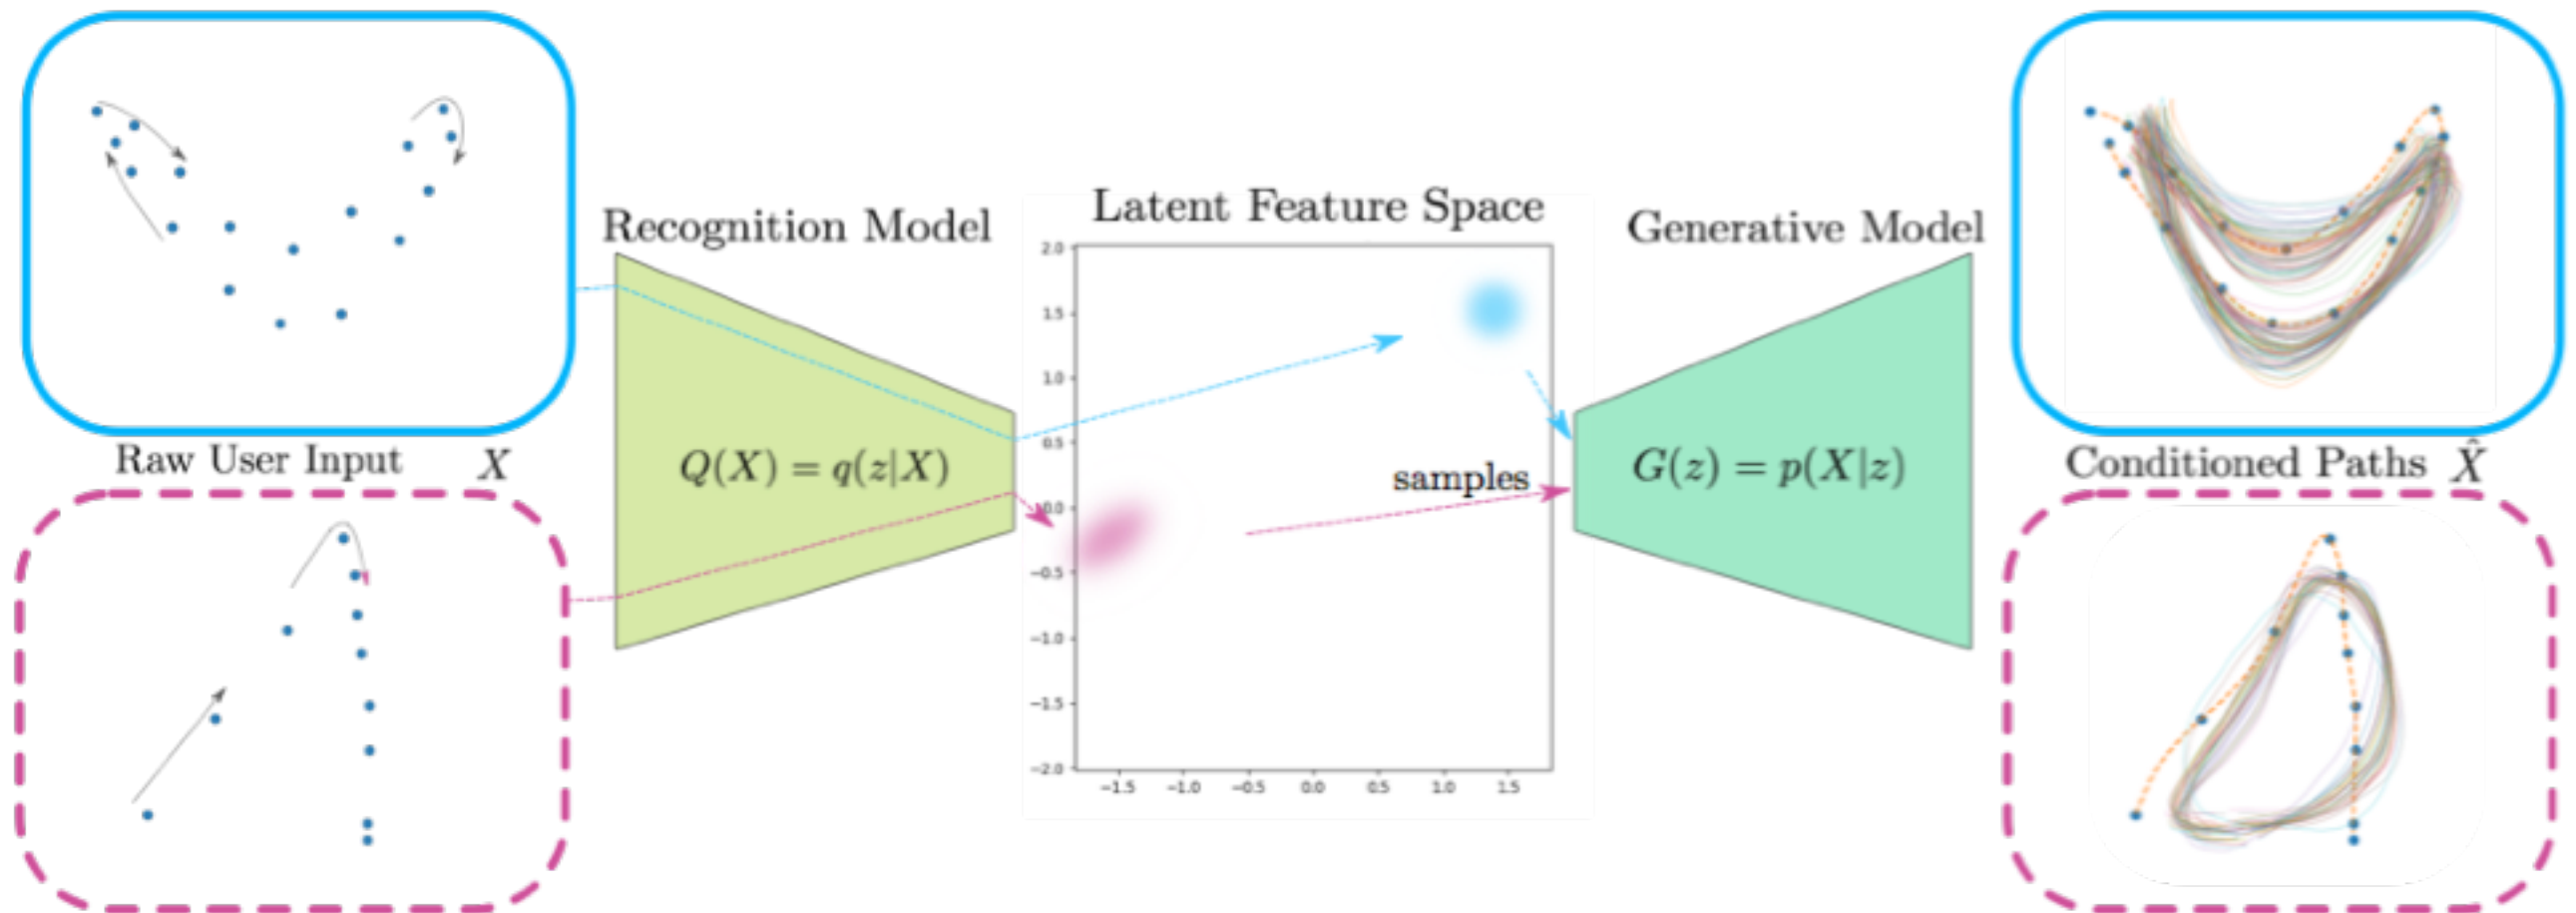 Recognition Model
Latent Feature Space
Generative Model
2.0
1.5
1.0
0.5
0.0
−0.5
−1.0
−1.5
−2.0
−1.5 −1.0 −0.5 0.0 0.5 1.0 1.5
Q(X) = q(z|X)
samples
G(z) = p(X|z)
Raw User Input X
Conditioned Paths X̂